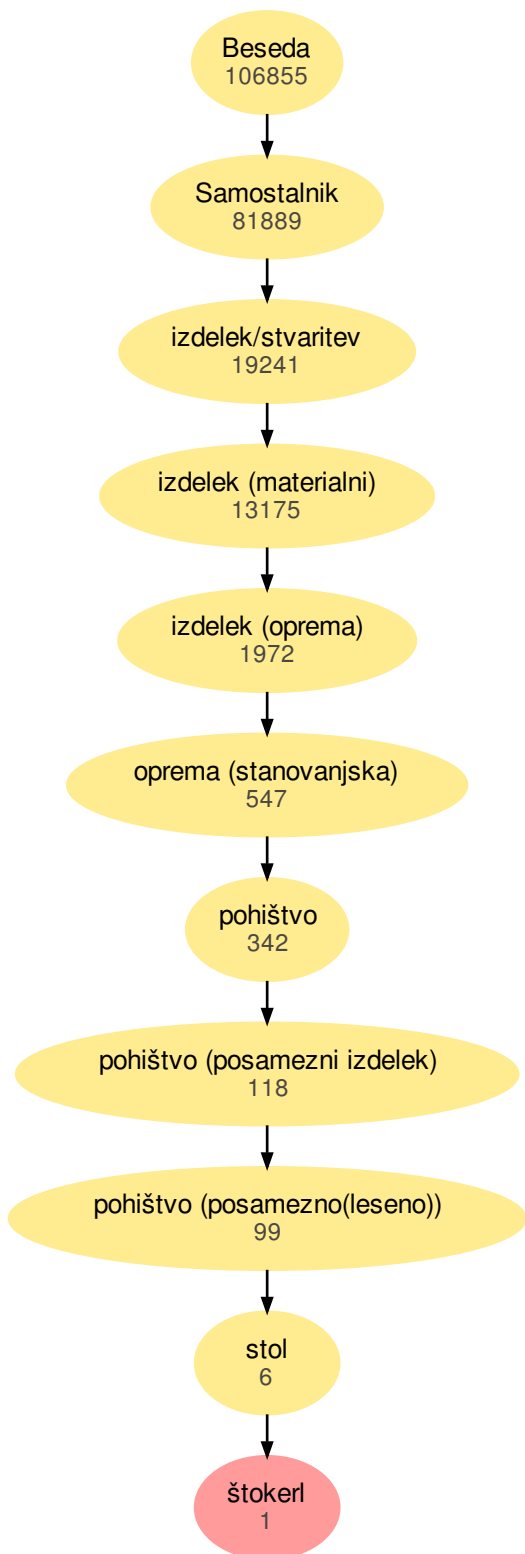 Beseda
106855
Samostalnik
81889
izdelek/stvaritev
19241
izdelek (materialni)
13175
izdelek (oprema)
1972
oprema (stanovanjska)
547
pohištvo
342
pohištvo (posamezni izdelek)
118
pohištvo (posamezno(leseno))
99
stol
6
štokerl
1